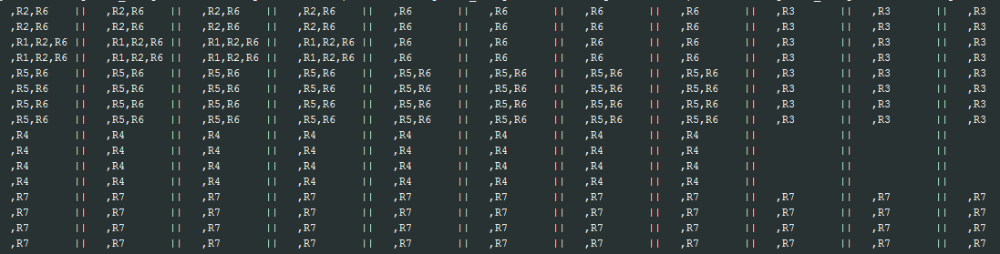 ,R2,R6 || ,R2,R6 || ,R2,R6 || ,R2,R6 || ,R6 || ,R6 || ,R6 || ,R6 || ,R3 || ,R3 || ,R3
,R2,R6 || ,R2,R6 || ,R2,R6 || ,R2,R6 || ,R6 || ,R6 || ,R6 || ,R6 || ,R3 || ,R3 || ,R3
,R1,R2,R6 || ,R1,R2,R6 || ,R1,R2,R6 || ,R1,R2,R6 || ,R6 || ,R6 || ,R6 || ,R6 || ,R3 || ,R3 || ,R3
,R1,R2,R6 || ,R1,R2,R6 || ,R1,R2,R6 || ,R1,R2,R6 || ,R6 || ,R6 || ,R6 || ,R6 || ,R3 || ,R3 || ,R3
,R5,R6 || ,R5,R6 || ,R5,R6 || ,R5,R6 || ,R5,R6 || ,R5,R6 || ,R5,R6 || ,R5,R6 || ,R3 || ,R3 || ,R3
,R5,R6 || ,R5,R6 || ,R5,R6 || ,R5,R6 || ,R5,R6 || ,R5,R6 || ,R5,R6 || ,R5,R6 || ,R3 || ,R3 || ,R3
,R5,R6 || ,R5,R6 || ,R5,R6 || ,R5,R6 || ,R5,R6 || ,R5,R6 || ,R5,R6 || ,R5,R6 || ,R3 || ,R3 || ,R3
,R5,R6 || ,R5,R6 || ,R5,R6 || ,R5,R6 || ,R5,R6 || ,R5,R6 || ,R5,R6 || ,R5,R6 || ,R3 || ,R3 || ,R3
,R4 || ,R4 || ,R4 || ,R4 || ,R4 || ,R4 || ,R4 || ,R4 || || ||
,R4 || ,R4 || ,R4 || ,R4 || ,R4 || ,R4 || ,R4 || ,R4 || || ||
,R4 || ,R4 || ,R4 || ,R4 || ,R4 || ,R4 || ,R4 || ,R4 || || ||
,R4 || ,R4 || ,R4 || ,R4 || ,R4 || ,R4 || ,R4 || ,R4 || || ||
,R7 || ,R7 || ,R7 || ,R7 || ,R7 || ,R7 || ,R7 || ,R7 || ,R7 || ,R7 || ,R7
,R7 || ,R7 || ,R7 || ,R7 || ,R7 || ,R7 || ,R7 || ,R7 || ,R7 || ,R7 || ,R7
,R7 || ,R7 || ,R7 || ,R7 || ,R7 || ,R7 || ,R7 || ,R7 || ,R7 || ,R7 || ,R7
,R7 || ,R7 || ,R7 || ,R7 || ,R7 || ,R7 || ,R7 || ,R7 || ,R7 || ,R7 || ,R7